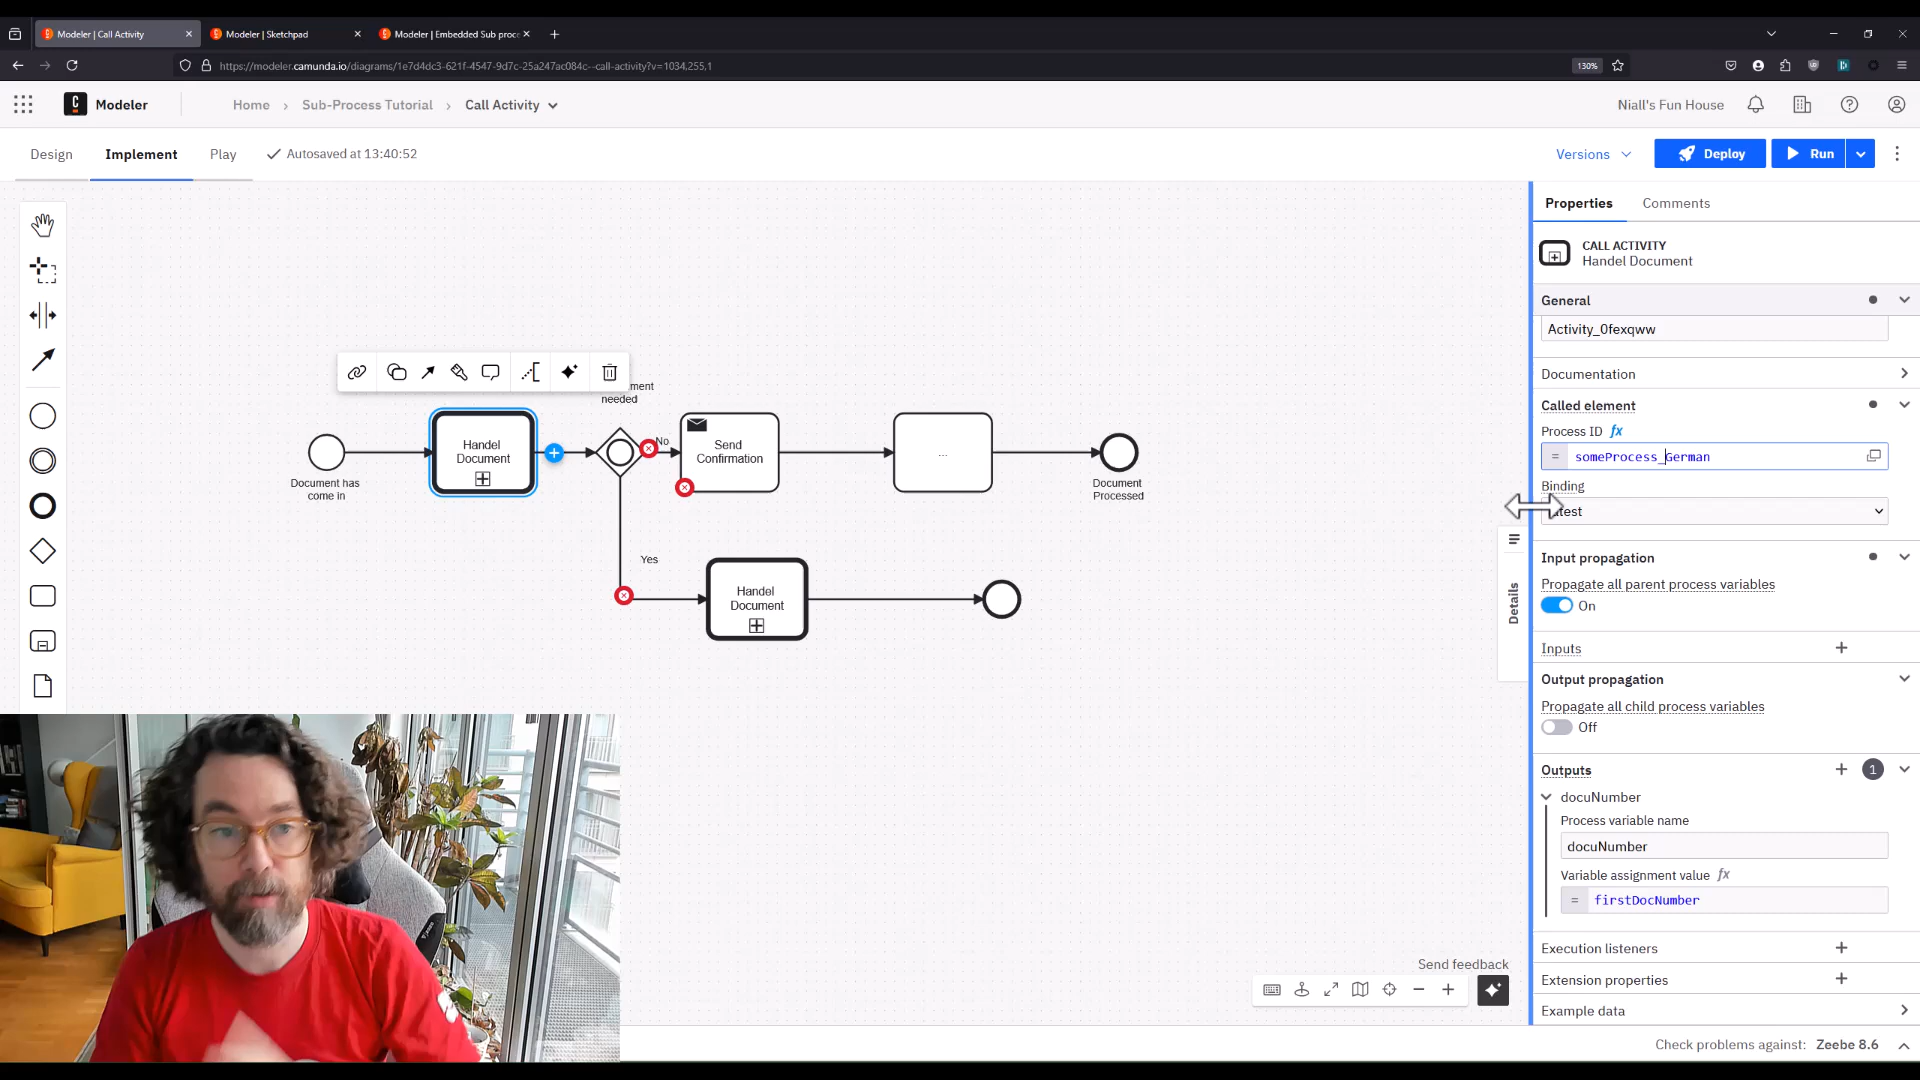 Modeler | Call Activity
Modeler | Sketchpad
Modeler | Embedded Sub proce
https://modeler.camunda.io/diagrams/1e7d4dc3-621f-4547-9d7c-25a247ac084c--call-activity?v=1034,255,1
130%
C
Modeler
Home
Sub-Process Tutorial
Call Activity
Niall's Fun House
Design
Implement
Play
Autosaved at 13:40:52
Versions
Deploy
Run
Properties
Comments
CALL ACTIVITY
Handel Document
General
Activity_0fexqww
Documentation
Called element
Process ID fx
= someProcess_German
Binding
latest
Input propagation
Propagate all parent process variables
On
Inputs
Output propagation
Propagate all child process variables
Off
Outputs
1
docuNumber
Process variable name
docuNumber
Variable assignment value fx
= firstDocNumber
Execution listeners
Extension properties
Example data
Details
ment
needed
Handel
Document
No
Send
Confirmation
...
Document has
come in
Document
Processed
Yes
Handel
Document
Send feedback
Check problems against: Zeebe 8.6